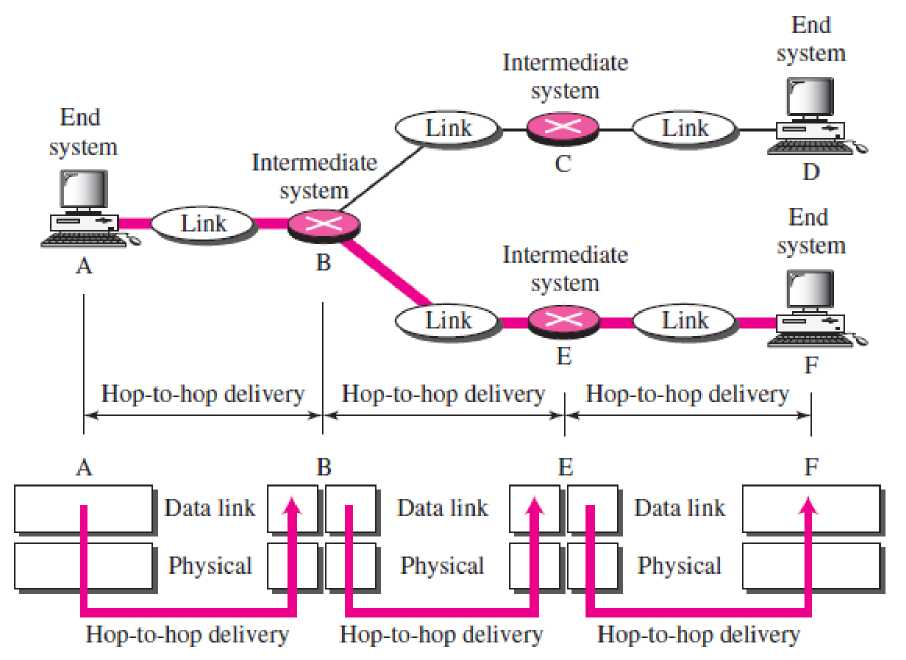 End
system
Intermediate
system
Link
Link
C
D
End
system
Intermediate
system
Link
A
B
End
system
Intermediate
system
Link
Link
E
F
Hop-to-hop delivery
Hop-to-hop delivery
Hop-to-hop delivery
A
B
E
F
Data link
Data link
Data link
Physical
Physical
Physical
Hop-to-hop delivery
Hop-to-hop delivery
Hop-to-hop delivery